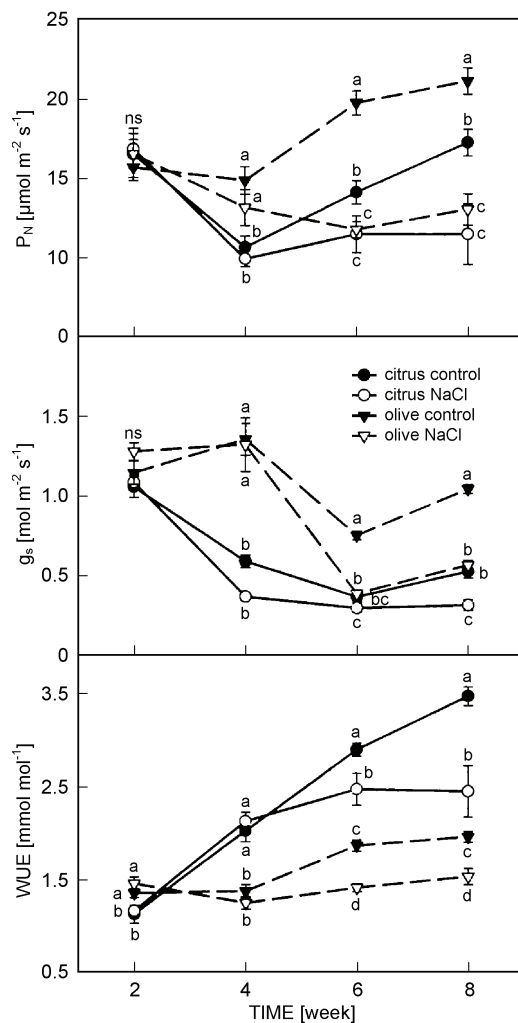 25
20
15
10
0
P_N [µmol m⁻² s⁻¹]
ns
a
a
b
b
a
b
c
c
a
b
c
c
citrus control
citrus NaCl
olive control
olive NaCl
1.5
1.0
0.5
0
g_s [mol m⁻² s⁻¹]
ns
a
a
b
b
a
b
bc
c
a
b
b
c
3.5
2.5
1.5
0.5
WUE [mmol mol⁻¹]
a
a
b
b
a
a
b
b
a
b
c
d
a
b
c
d
2 4 6 8
TIME [week]